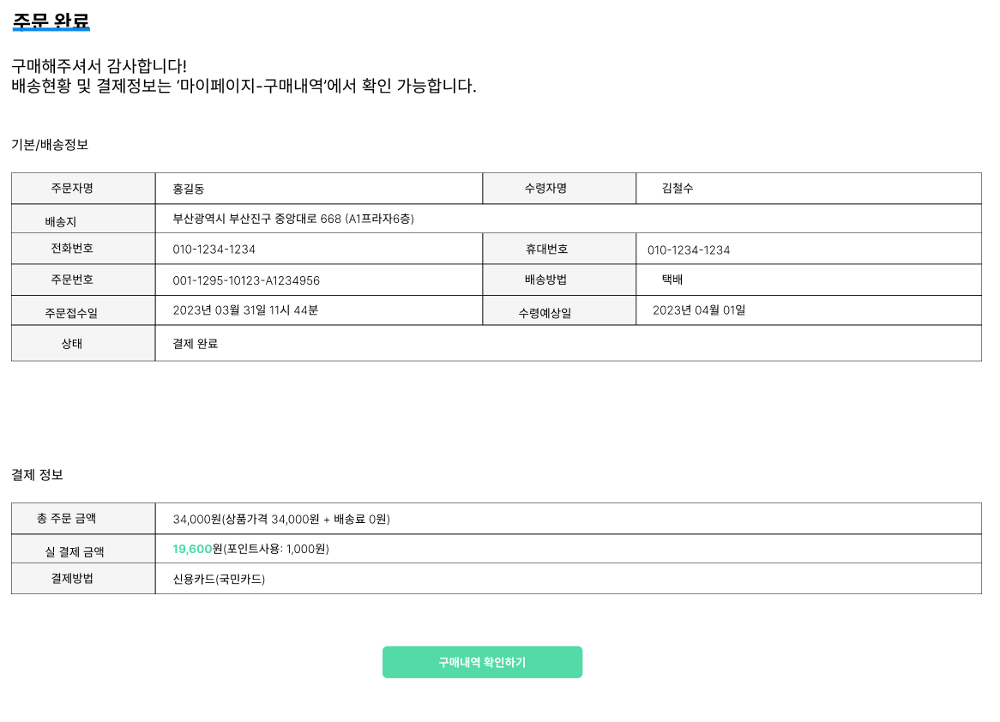 주문 완료
구매해주셔서 감사합니다!
배송현황 및 결제정보는 ‘마이페이지-구매내역’에서 확인 가능합니다.
기본/배송정보
주문자명 홍길동 수령자명 김철수
배송지 부산광역시 부산진구 중앙대로 668 (A1프라자6층)
전화번호 010-1234-1234 휴대번호 010-1234-1234
주문번호 001-1295-10123-A1234956 배송방법 택배
주문접수일 2023년 03월 31일 11시 44분 수령예상일 2023년 04월 01일
상태 결제 완료
결제 정보
총 주문 금액 34,000원(상품가격 34,000원 + 배송료 0원)
실 결제 금액 19,600원(포인트사용: 1,000원)
결제방법 신용카드(국민카드)
구매내역 확인하기